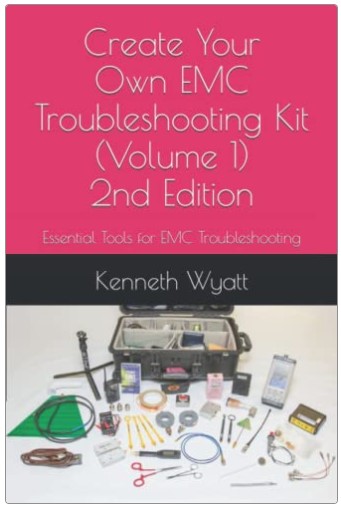 Create Your
Own EMC
Troubleshooting Kit
(Volume 1)
2nd Edition
Essential Tools for EMC Troubleshooting
Kenneth Wyatt